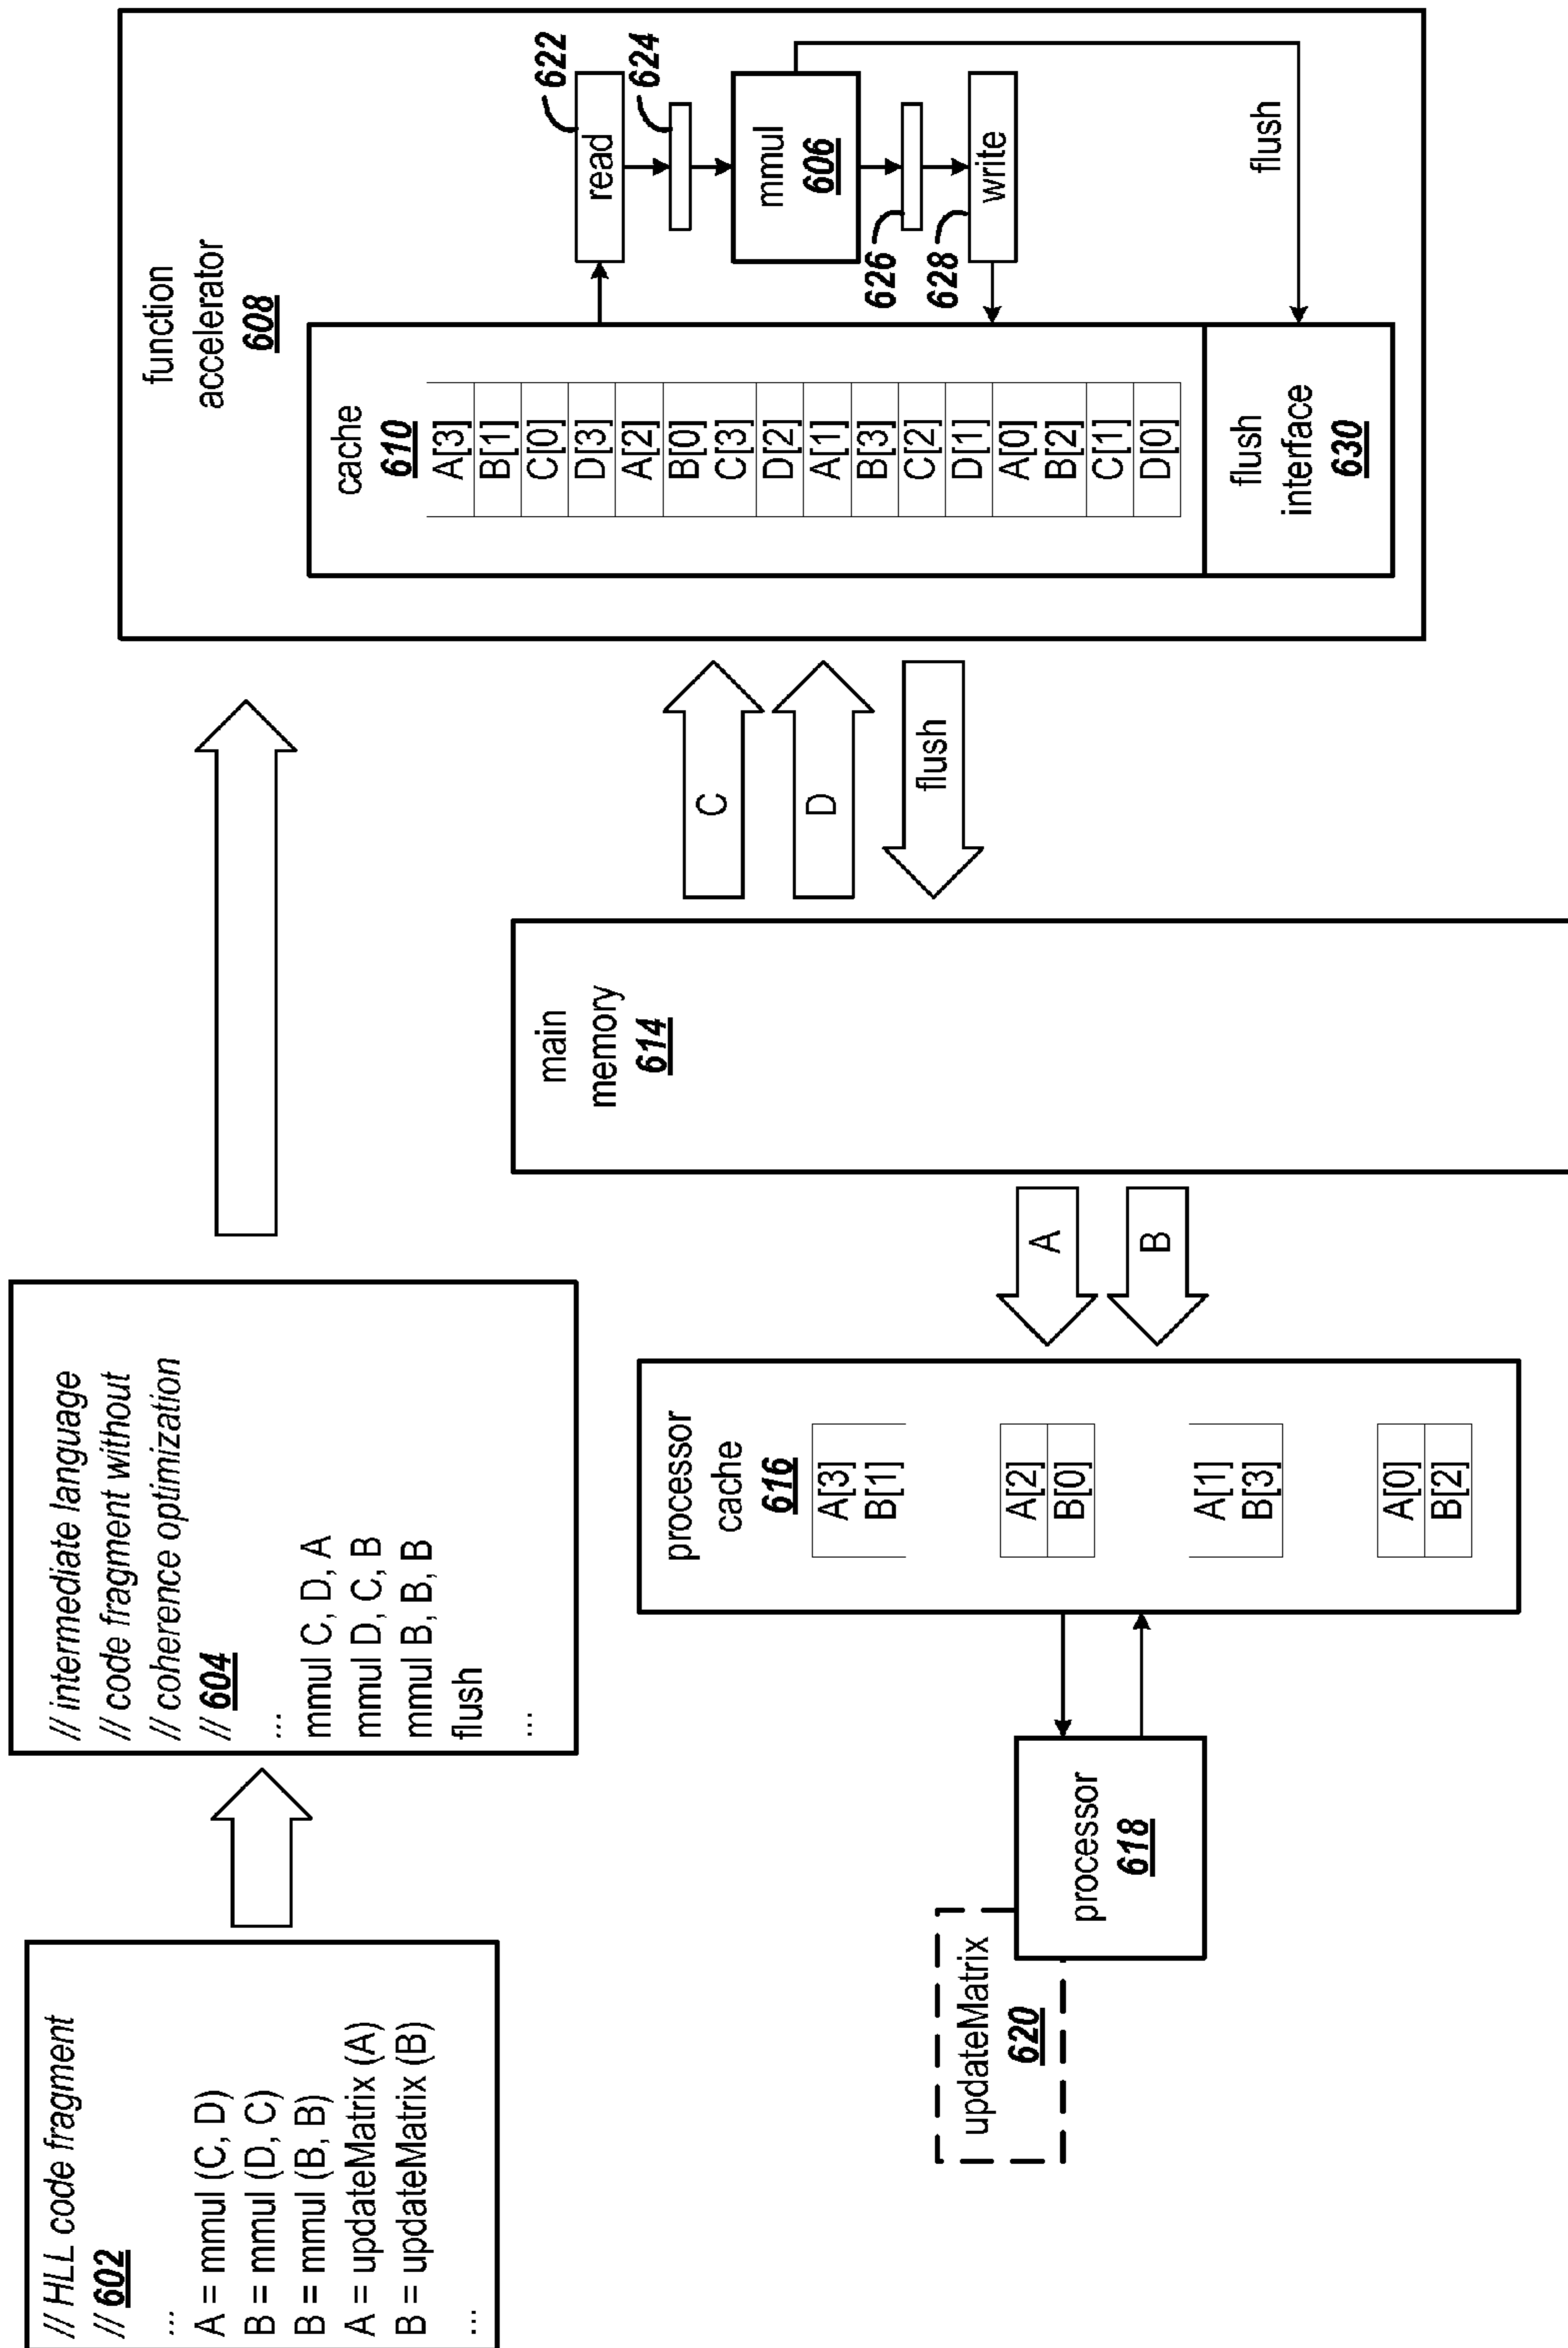 // HLL code fragment
// 602
...
A = mmul (C, D)
B = mmul (D, C)
B = mmul (B, B)
A = updateMatrix (A)
B = updateMatrix (B)
...
// intermediate language
// code fragment without
// coherence optimization
// 604
...
mmul C, D, A
mmul D, C, B
mmul B, B, B
flush
...
function
accelerator
608
cache
610
A[3]
B[1]
C[0]
D[3]
A[2]
B[0]
C[3]
D[2]
A[1]
B[3]
C[2]
D[1]
A[0]
B[2]
C[1]
D[0]
flush
interface
630
read
622
624
mmul
606
626
write
628
flush
C
D
flush
main
memory
614
A
B
processor
cache
616
A[3]
B[1]
A[2]
B[0]
A[1]
B[3]
A[0]
B[2]
processor
618
updateMatrix
620